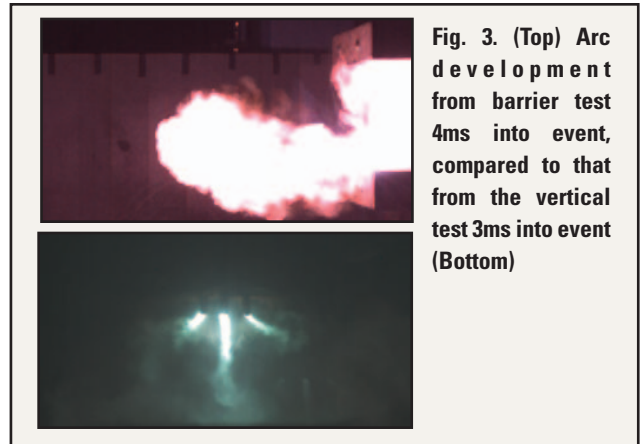 Fig. 3. (Top) Arc
development
from barrier test
4ms into event,
compared to that
from the vertical
test 3ms into event
(Bottom)